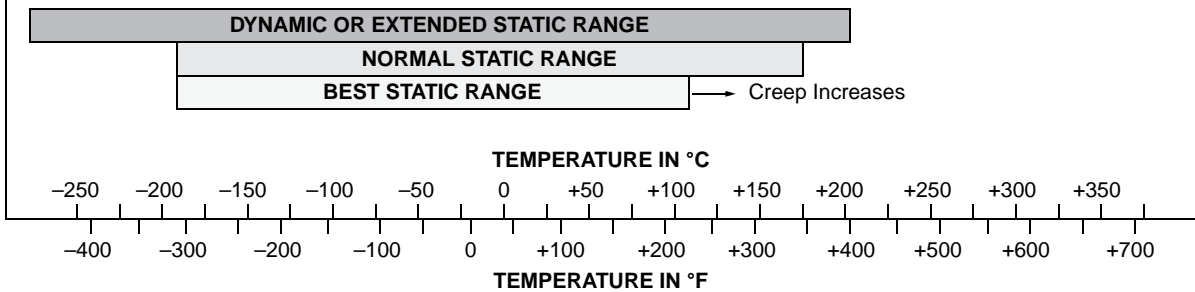 DYNAMIC OR EXTENDED STATIC RANGE
NORMAL STATIC RANGE
BEST STATIC RANGE
Creep Increases
TEMPERATURE IN °C
–250 –200 –150 –100 –50 0 +50 +100 +150 +200 +250 +300 +350
–400 –300 –200 –100 0 +100 +200 +300 +400 +500 +600 +700
TEMPERATURE IN °F